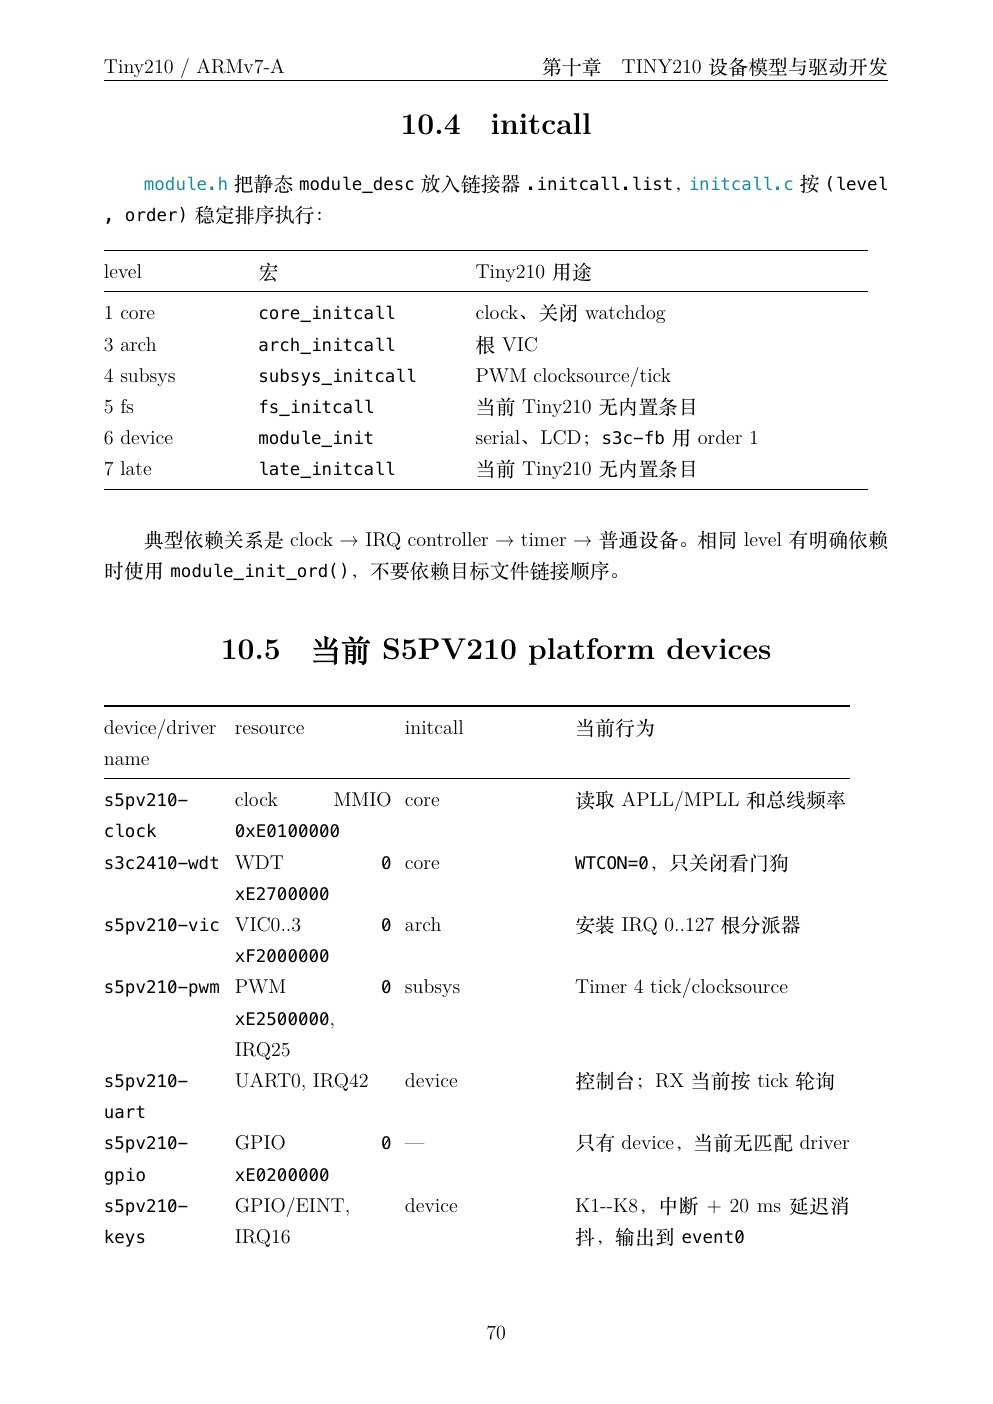 Tiny210 / ARMv7-A 第十章 TINY210 设备模型与驱动开发
10.4 initcall
module.h 把静态 module_desc 放入链接器 .initcall.list, initcall.c 按 (level
, order) 稳定排序执行:
level 宏 Tiny210 用途
1 core core_initcall clock、关闭 watchdog
3 arch arch_initcall 根 VIC
4 subsys subsys_initcall PWM clocksource/tick
5 fs fs_initcall 当前 Tiny210 无内置条目
6 device module_init serial、LCD; s3c-fb 用 order 1
7 late late_initcall 当前 Tiny210 无内置条目
典型依赖关系是 clock → IRQ controller → timer → 普通设备。相同 level 有明确依赖
时使用 module_init_ord(), 不要依赖目标文件链接顺序。
10.5 当前 S5PV210 platform devices
device/driver resource initcall 当前行为
name
s5pv210- clock MMIO core 读取 APLL/MPLL 和总线频率
clock 0xE0100000
s3c2410-wdt WDT 0 core WTCON=0, 只关闭看门狗
xE2700000
s5pv210-vic VIC0..3 0 arch 安装 IRQ 0..127 根分派器
xF2000000
s5pv210-pwm PWM 0 subsys Timer 4 tick/clocksource
xE2500000,
IRQ25
s5pv210- UART0, IRQ42 device 控制台; RX 当前按 tick 轮询
uart
s5pv210- GPIO 0 — 只有 device, 当前无匹配 driver
gpio xE0200000
s5pv210- GPIO/EINT, device K1--K8, 中断 + 20 ms 延迟消
keys IRQ16 抖, 输出到 event0
70